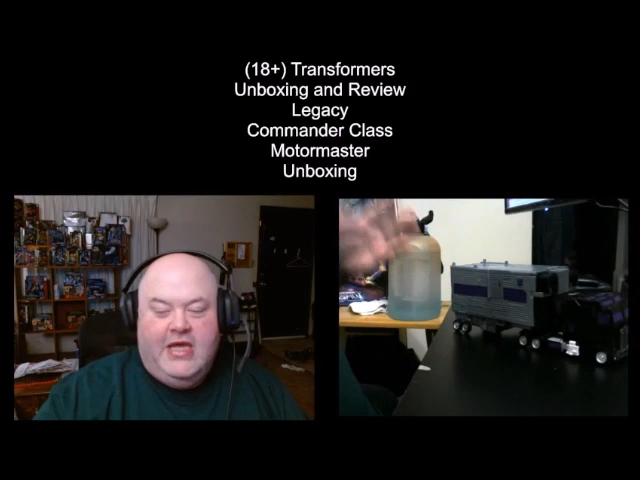 (18+) Transformers
Unboxing and Review
Legacy
Commander Class
Motormaster
Unboxing